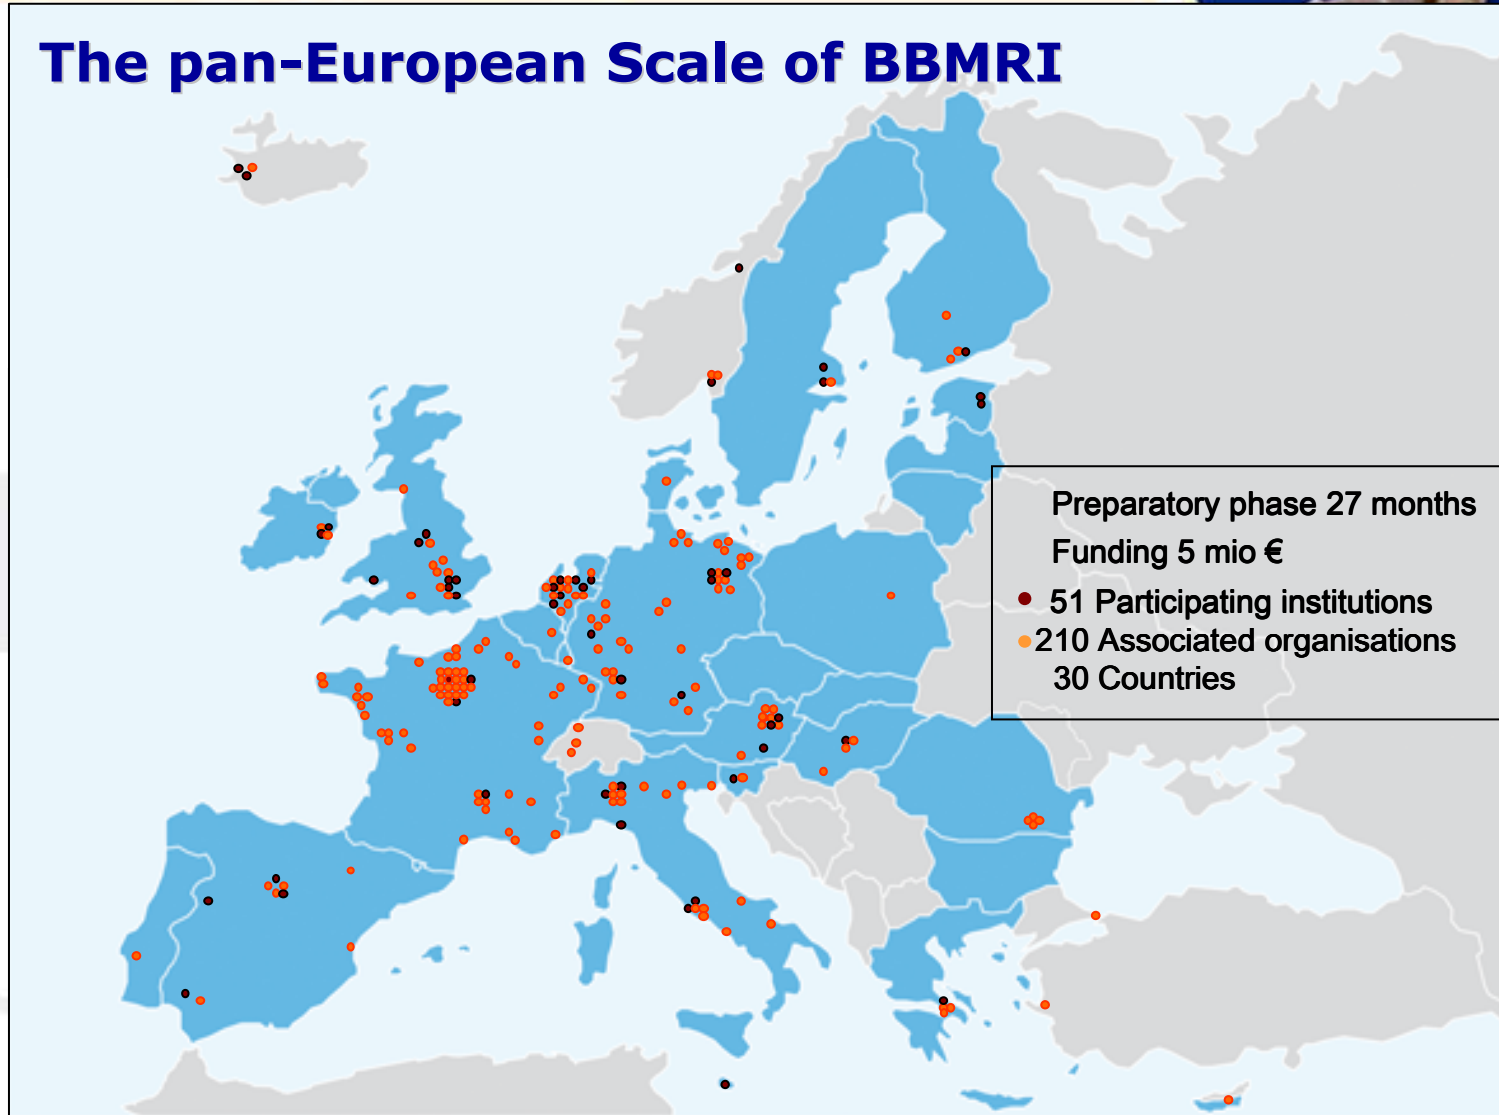 The pan-European Scale of BBMRI
Preparatory phase 27 months
Funding 5 mio €
51 Participating institutions
210 Associated organisations
30 Countries